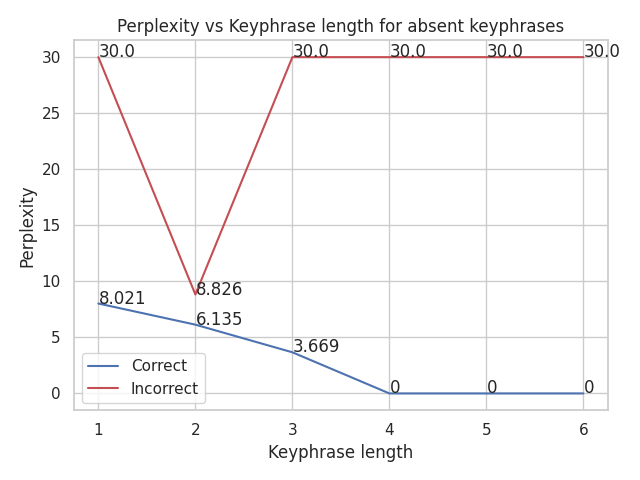 Perplexity vs Keyphrase length for absent keyphrases
30.0 30.0 30.0 30.0 30.0
8.826
8.021
6.135
3.669
0 0 0
30
25
20
15
10
5
0
Perplexity
Correct
Incorrect
1 2 3 4 5 6
Keyphrase length